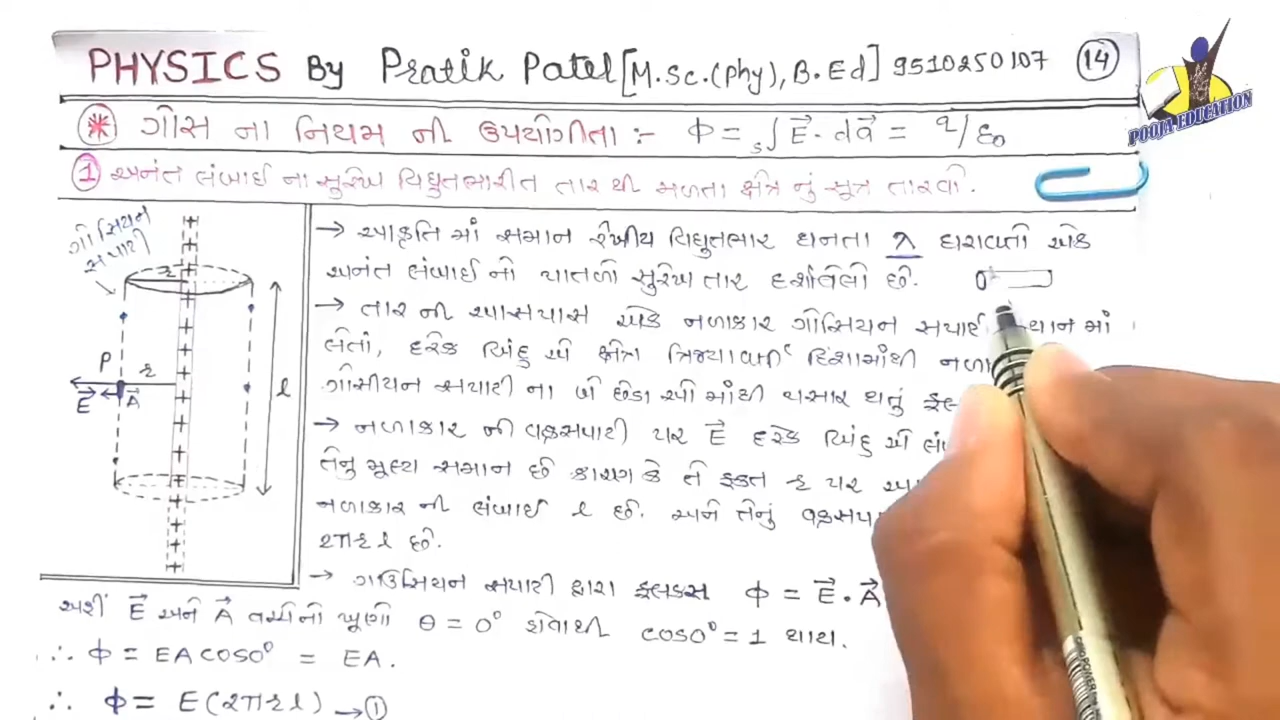 PHYSICS By Pratik Patel [M.Sc.(Phy), B.Ed] 9510250107 14
POOJA EDUCATION
* ગૉસ ના નિયમ ની ઉપયોગીતા :- Φ = s∫ E⃗ · da⃗ = q/ε₀
① અનંત લંબાઈ ના સુરેખ વિદ્યુતભારીત તાર થી મળતા ક્ષેત્ર નું સૂત્ર તારવો.
ગૉસિયન
સપાટી
→ આકૃતિ માં સમાન રેખીય વિદ્યુતભાર ઘનતા λ ધરાવતો એક
અનંત લંબાઈ નો પાતળો સુરેખ તાર દર્શાવેલો છે.
→ તાર ની આસપાસ એક નળાકાર ગૉસિયન સપાટી ધ્યાન માં
લેતાં, દરેક બિંદુ એ ક્ષેત્ર ત્રિજ્યાવર્તી દિશામાંથી
ગૉસીયન સપાટી ના બે છેડા ઓ માંથી પસાર થતું
→ નળાકાર ની વક્રસપાટી પર E⃗ દરેક બિંદુ એ
તેનુ મૂલ્ય સમાન છે કારણ કે તે ફક્ત r પર
નળાકાર ની લંબાઈ l છે. અને તેનું
2πrl છે.
→ ગાઉસિયન સપાટી દ્વારા ફ્લક્સ Φ = E⃗ · A⃗
અહીં E⃗ અને A⃗ વચ્ચેનો ખૂણો θ = 0° હોવાથી cos0° = 1 થાય.
∴ Φ = EA cos0° = EA.
∴ Φ = E(2πrl) → ①
r
P r
E⃗ A⃗
l